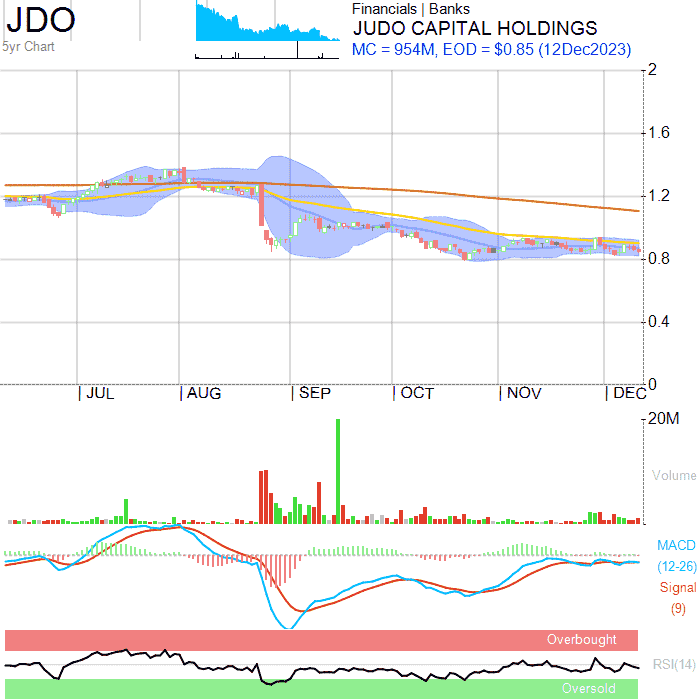 JDO
5yr Chart
Financials | Banks
JUDO CAPITAL HOLDINGS
MC = 954M, EOD = $0.85 (12Dec2023)
2
1.6
1.2
0.8
0.4
0
| JUL | AUG | SEP | OCT | NOV | DEC
20M
Volume
MACD
(12-26)
Signal
(9)
Overbought
RSI(14)
Oversold